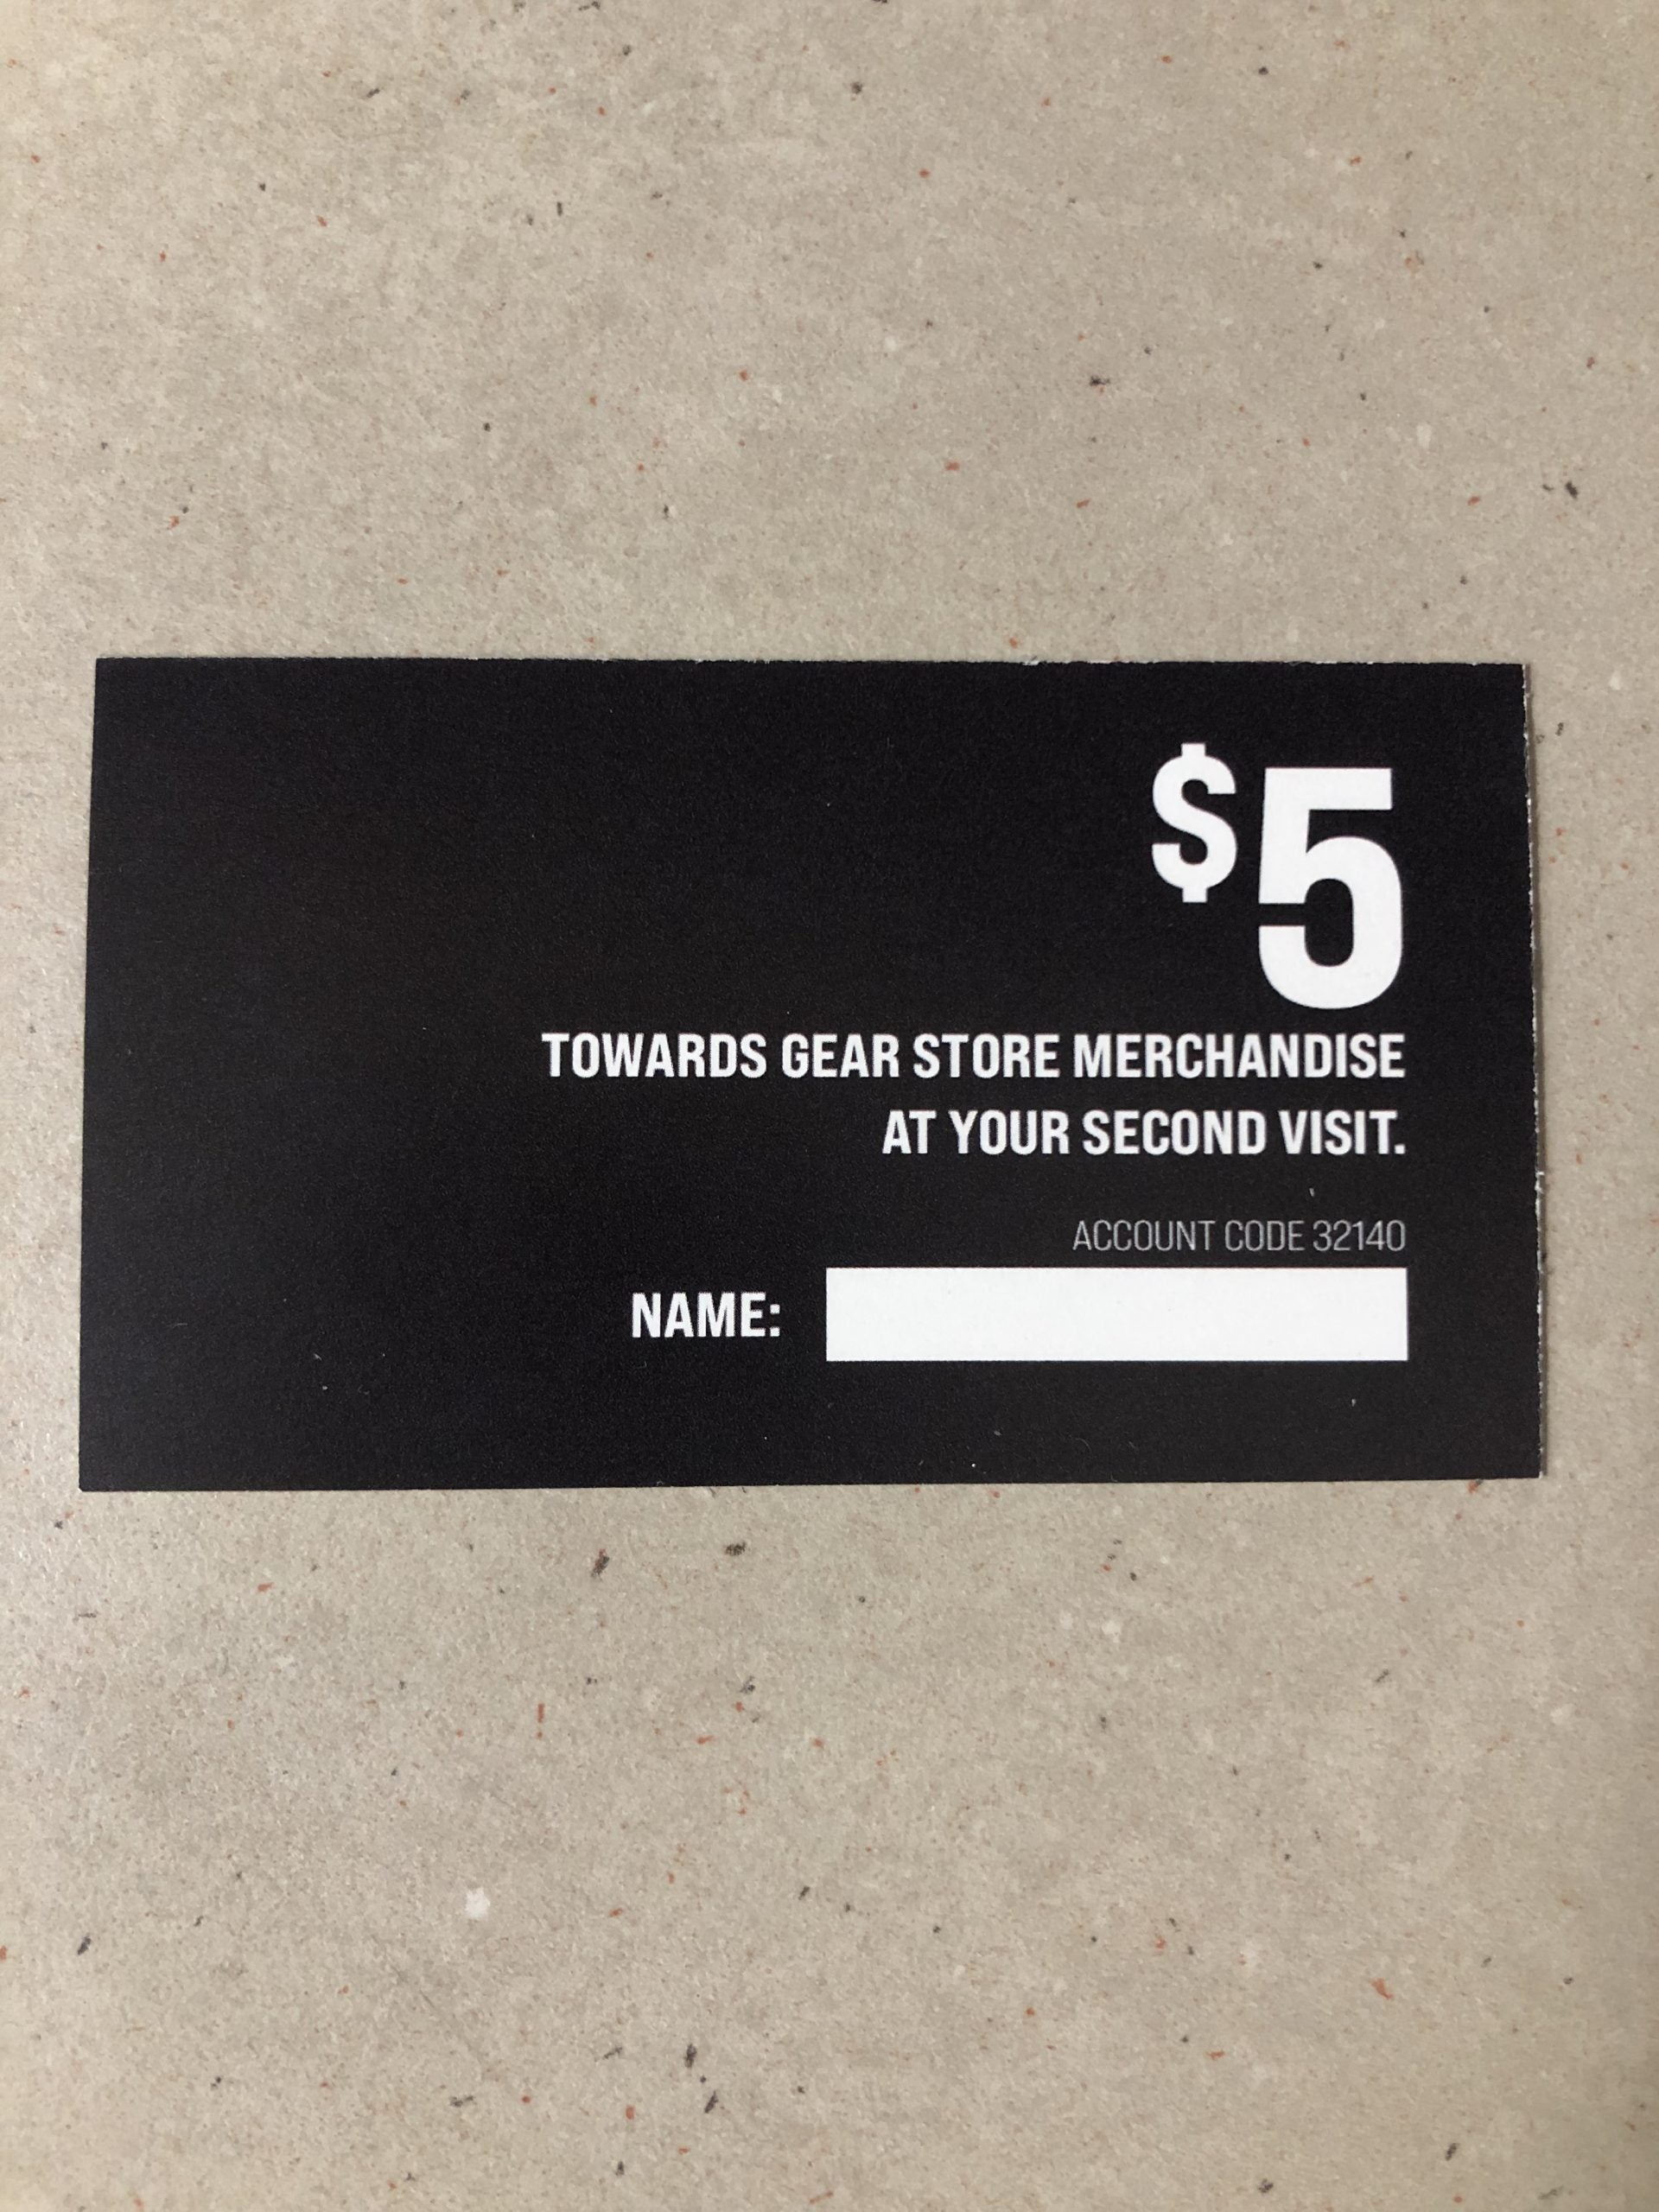 $5
TOWARDS GEAR STORE MERCHANDISE
AT YOUR SECOND VISIT.
ACCOUNT CODE 32140
NAME: